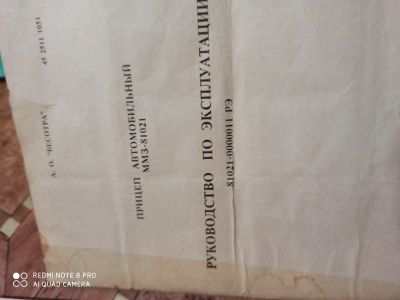 А. О. "БЕСОТРА"
45 2511 1051
ПРИЦЕП АВТОМОБИЛЬНЫЙ
ММЗ-81021
РУКОВОДСТВО ПО ЭКСПЛУАТАЦИИ
81021-0000011 РЭ
REDMI NOTE 8 PRO
AI QUAD CAMERA